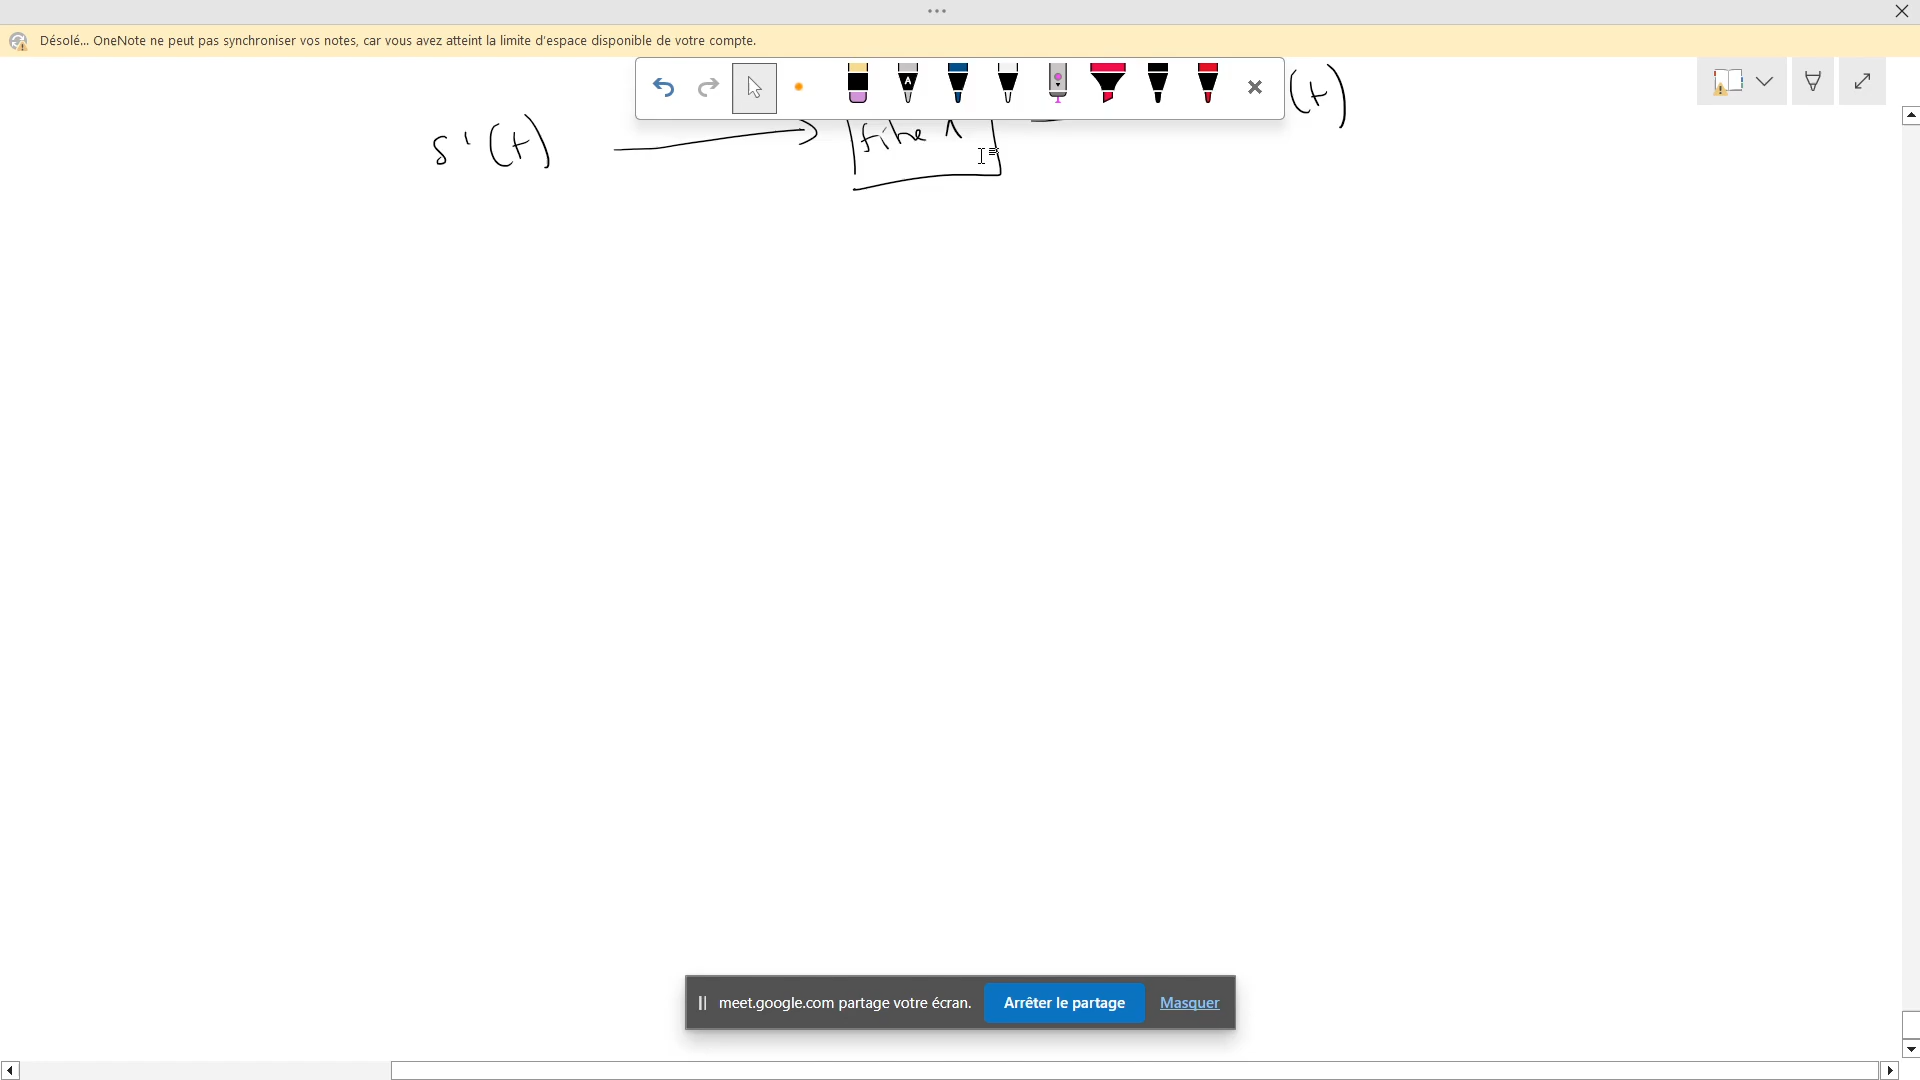 Désolé... OneNote ne peut pas synchroniser vos notes, car vous avez atteint la limite d'espace disponible de votre compte.
A
(t)
s'(t)
filtre 1
meet.google.com partage votre écran.
Arrêter le partage
Masquer